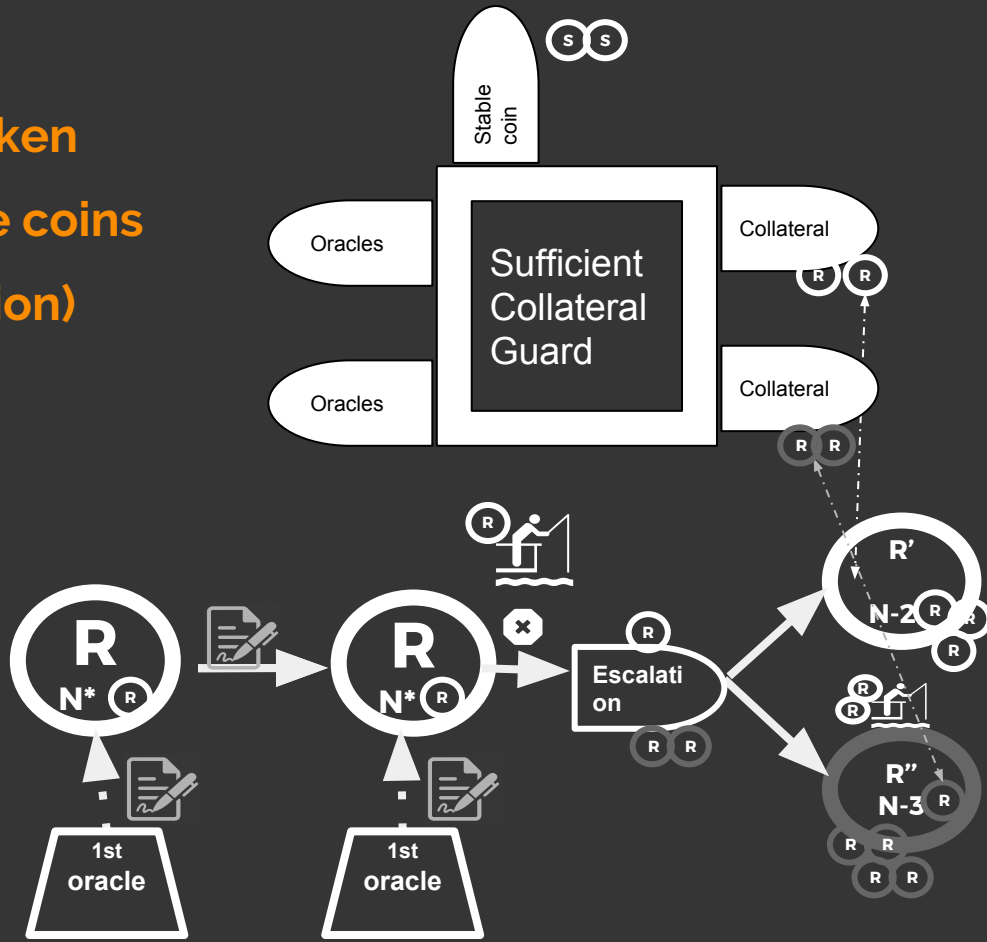 S S
ken
e coins
ion)
Stable
coin
Oracles
Collateral
Sufficient
Collateral
Guard
R R
Oracles
Collateral
R R
R
R’
N-2 R R
R
R
N* R
R
N* R
R
Escalati
on
R R
R
R
R’’
N-3 R
R R
R R
1st
oracle
1st
oracle